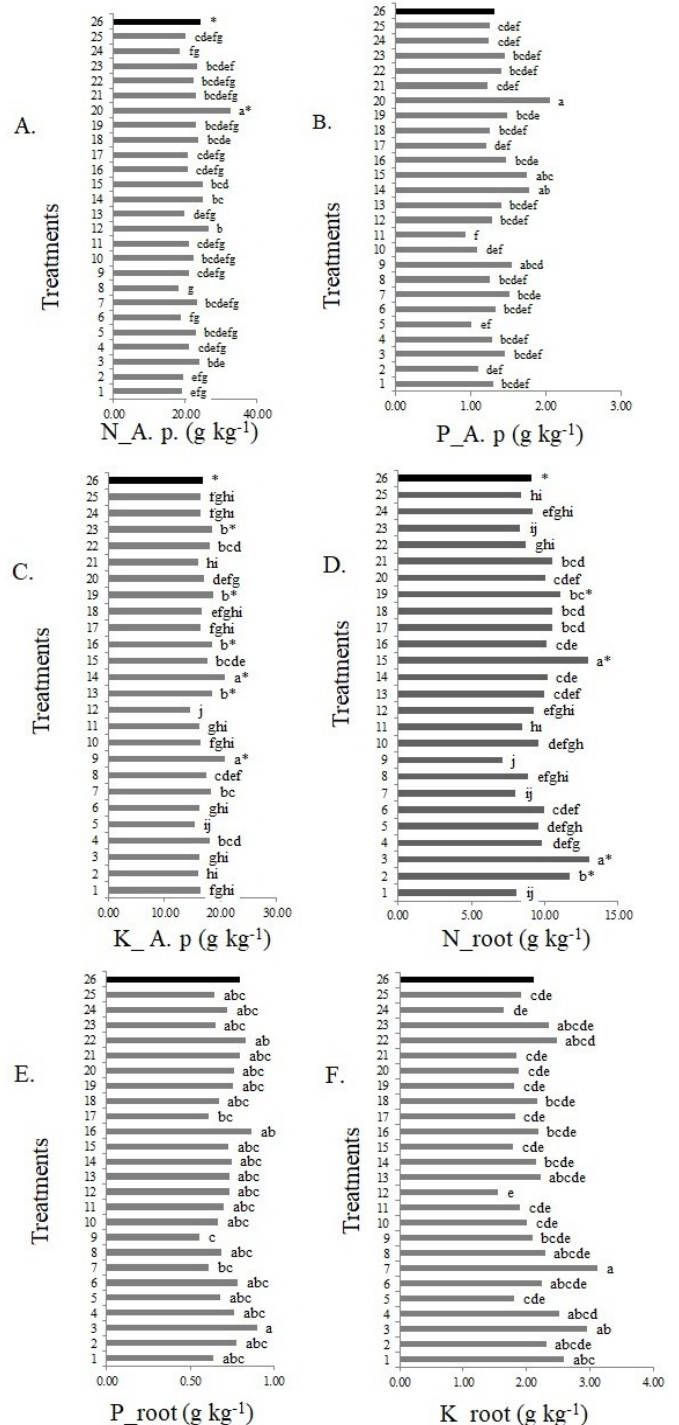 A.
Treatments
26 *
25 cdefg
24 fg
23 bcdef
22 bcdefg
21 bcdefg
20 a*
19 bcdefg
18 bcde
17 cdefg
16 cdefg
15 bcd
14 bc
13 defg
12 b
11 cdefg
10 bcdefg
9 cdefg
8 g
7 bcdefg
6 fg
5 bcdefg
4 cdefg
3 bde
2 efg
1 efg
0.00 20.00 40.00
N_A. p. (g kg-1)
B.
Treatments
26
25 cdef
24 cdef
23 bcdef
22 bcdef
21 cdef
20 a
19 bcde
18 bcdef
17 def
16 bcde
15 abc
14 ab
13 bcdef
12 bcdef
11 f
10 def
9 abcd
8 bcdef
7 bcde
6 bcdef
5 ef
4 bcdef
3 bcdef
2 def
1 bcdef
0.00 1.00 2.00 3.00
P_A. p (g kg-1)
C.
Treatments
26 *
25 fghi
24 fghi
23 b*
22 bcd
21 hi
20 defg
19 b*
18 efghi
17 fghi
16 b*
15 bcde
14 a*
13 b*
12 j
11 ghi
10 fghi
9 a*
8 cdef
7 bc
6 ghi
5 ij
4 bcd
3 ghi
2 hi
1 fghi
0.00 10.00 20.00 30.00
K_ A. p (g kg-1)
D.
Treatments
26 *
25 hi
24 efghi
23 ij
22 ghi
21 bcd
20 cdef
19 bc*
18 bcd
17 bcd
16 cde
15 a*
14 cde
13 cdef
12 efghi
11 hi
10 defgh
9 j
8 efghi
7 ij
6 cdef
5 defgh
4 defg
3 a*
2 b*
1 ij
0.00 5.00 10.00 15.00
N_root (g kg-1)
E.
Treatments
26
25 abc
24 abc
23 abc
22 ab
21 abc
20 abc
19 abc
18 abc
17 bc
16 ab
15 abc
14 abc
13 abc
12 abc
11 abc
10 abc
9 c
8 abc
7 bc
6 abc
5 abc
4 abc
3 a
2 abc
1 abc
0.00 0.50 1.00
P_root (g kg-1)
F.
Treatments
26
25 cde
24 de
23 abcde
22 abcd
21 cde
20 cde
19 cde
18 bcde
17 cde
16 bcde
15 cde
14 bcde
13 abcde
12 e
11 cde
10 cde
9 bcde
8 abcde
7 a
6 abcde
5 cde
4 abcd
3 ab
2 abcde
1 abc
0.00 1.00 2.00 3.00 4.00
K_root (g kg-1)